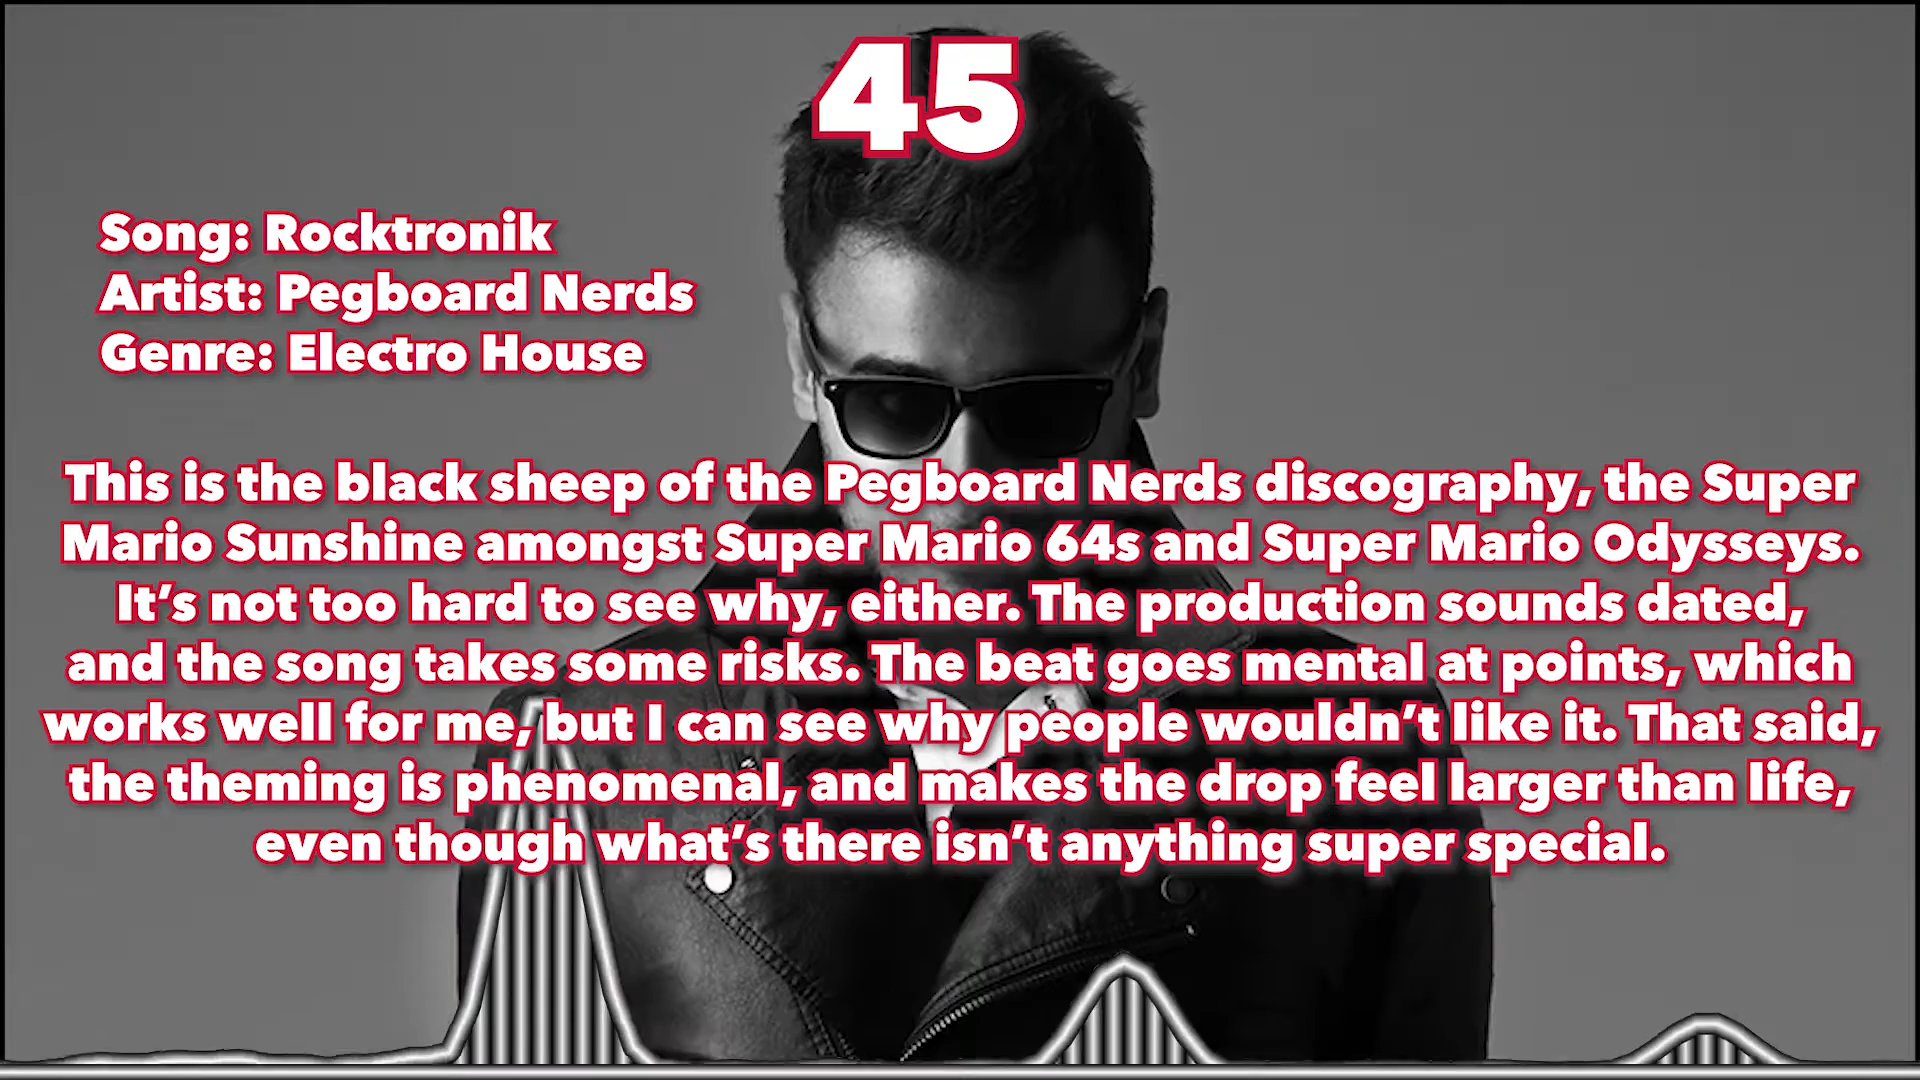 45
Song: Rocktronik
Artist: Pegboard Nerds
Genre: Electro House
This is the black sheep of the Pegboard Nerds discography, the Super
Mario Sunshine amongst Super Mario 64s and Super Mario Odysseys.
It’s not too hard to see why, either. The production sounds dated,
and the song takes some risks. The beat goes mental at points, which
works well for me, but I can see why people wouldn’t like it. That said,
the theming is phenomenal, and makes the drop feel larger than life,
even though what’s there isn’t anything super special.